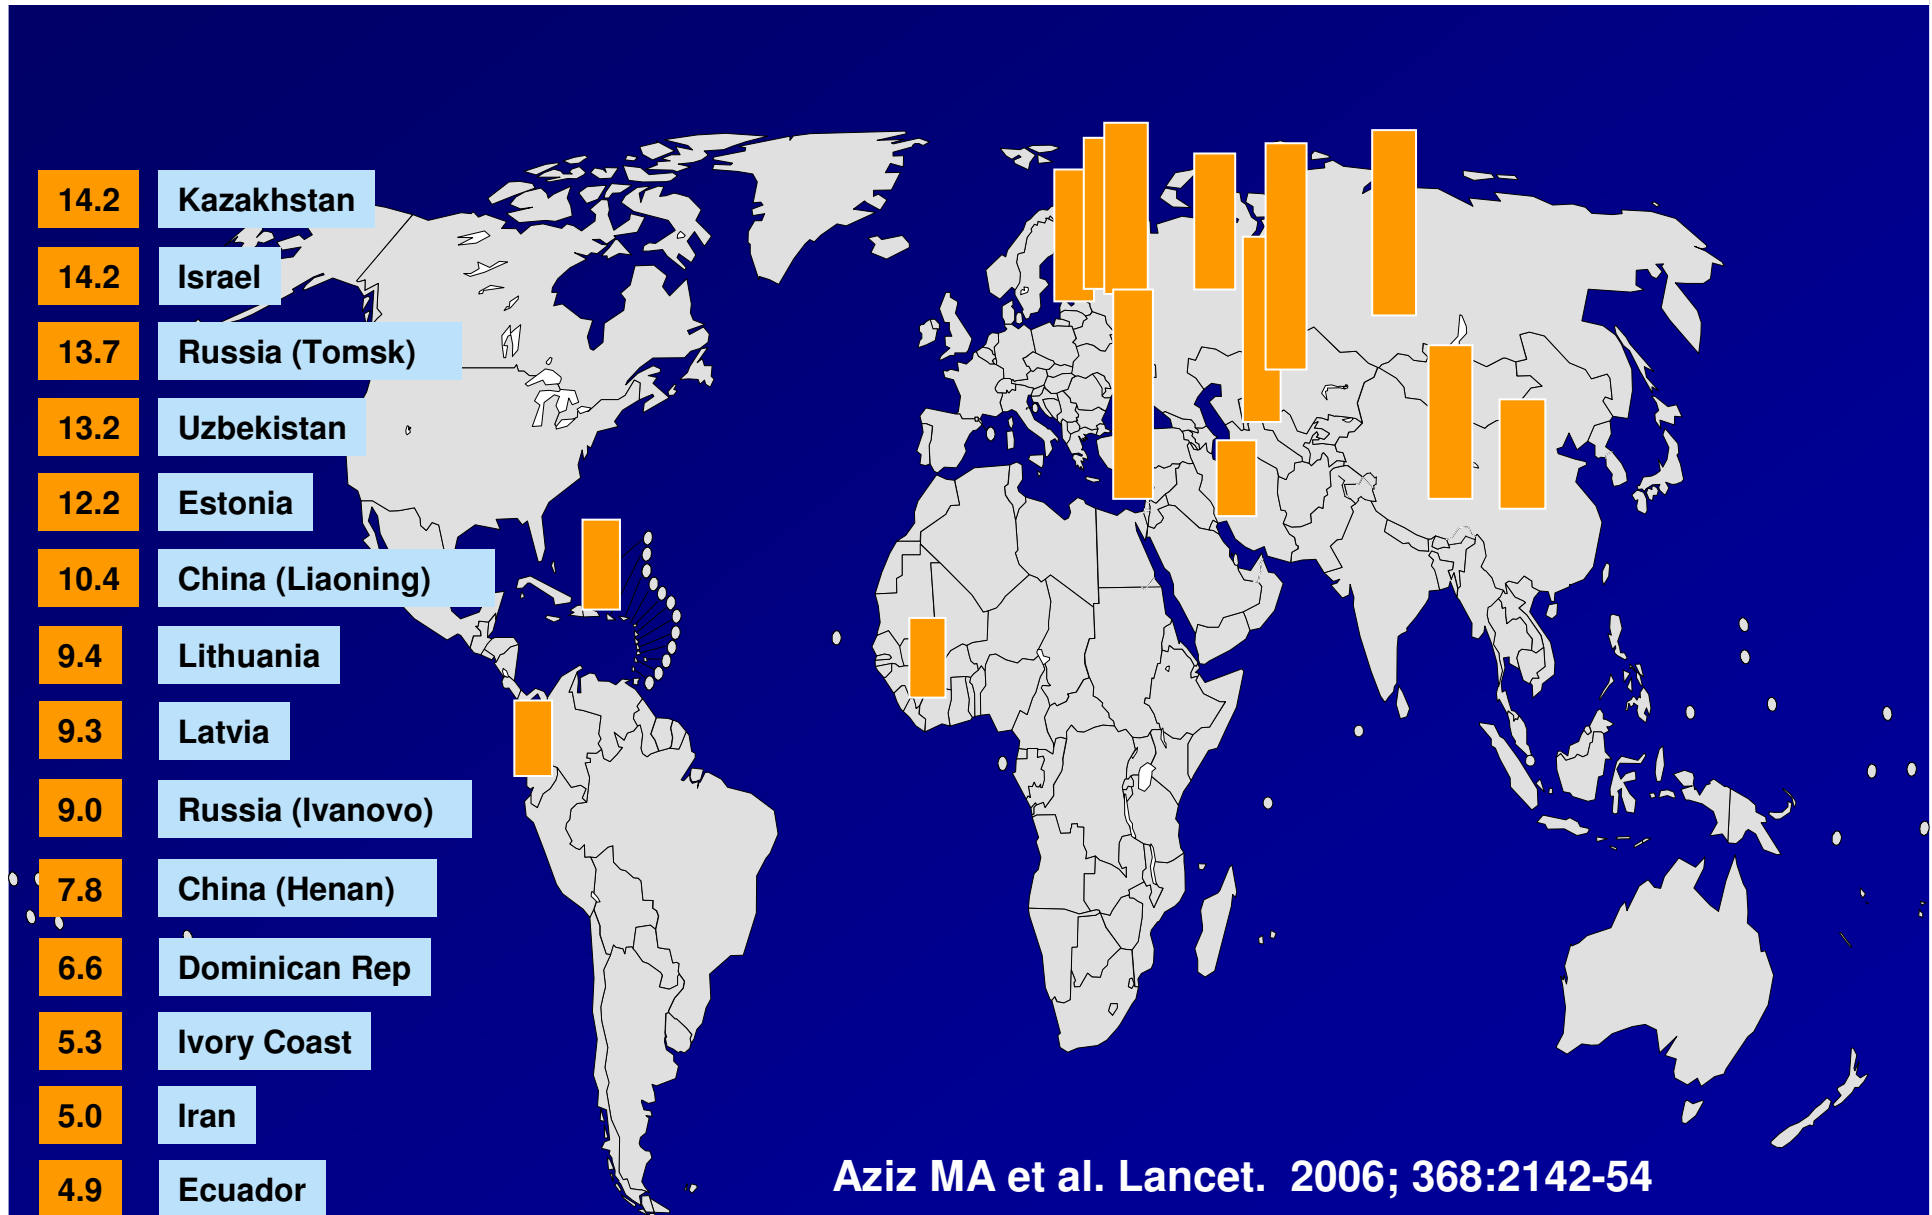 14.2 Kazakhstan
14.2 Israel
13.7 Russia (Tomsk)
13.2 Uzbekistan
12.2 Estonia
10.4 China (Liaoning)
9.4 Lithuania
9.3 Latvia
9.0 Russia (Ivanovo)
7.8 China (Henan)
6.6 Dominican Rep
5.3 Ivory Coast
5.0 Iran
4.9 Ecuador
Aziz MA et al. Lancet. 2006; 368:2142-54